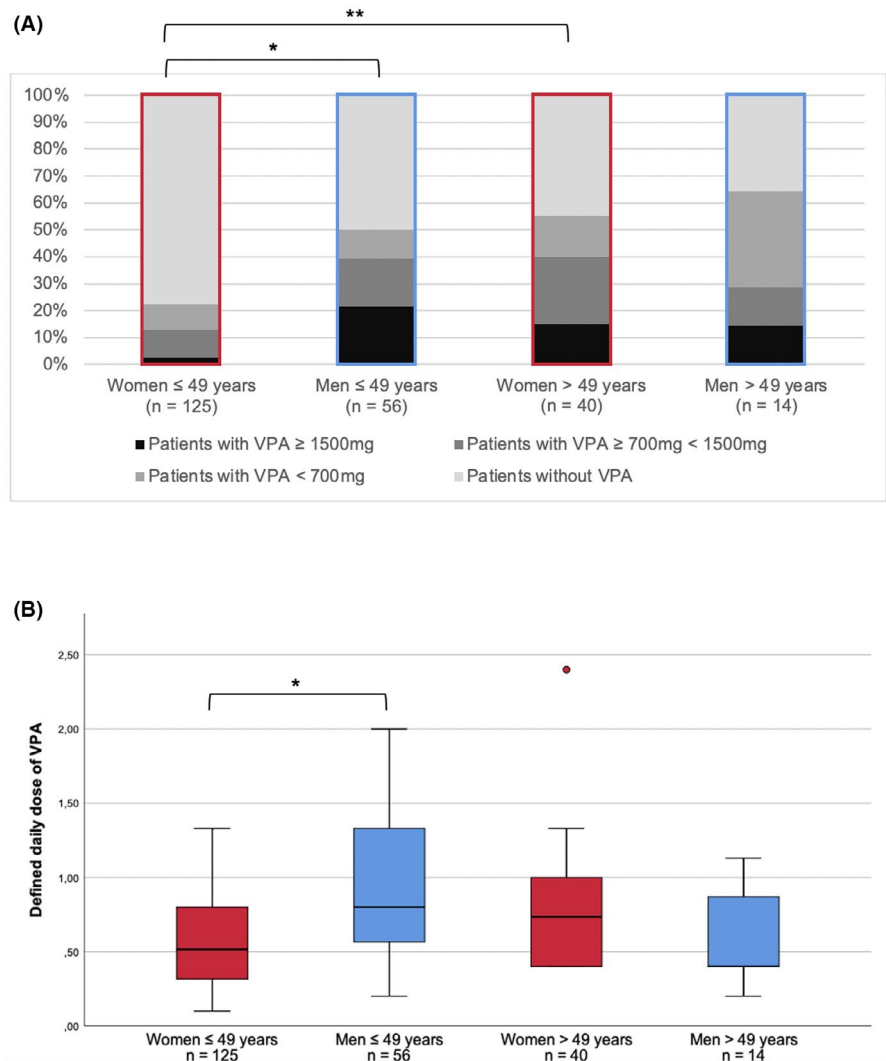 (A)
**
*
100%
90%
80%
70%
60%
50%
40%
30%
20%
10%
0%
Women ≤ 49 years Men ≤ 49 years Women > 49 years Men > 49 years
(n = 125) (n = 56) (n = 40) (n = 14)
Patients with VPA ≥ 1500mg Patients with VPA ≥ 700mg < 1500mg
Patients with VPA < 700mg Patients without VPA
(B)
Defined daily dose of VPA
2,50
*
2,00
1,50
1,00
,50
,00
Women ≤ 49 years Men ≤ 49 years Women > 49 years Men > 49 years
n = 125 n = 56 n = 40 n = 14